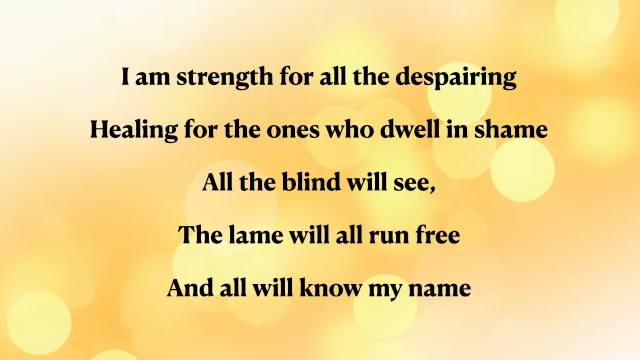 I am strength for all the despairing
Healing for the ones who dwell in shame
All the blind will see,
The lame will all run free
And all will know my name